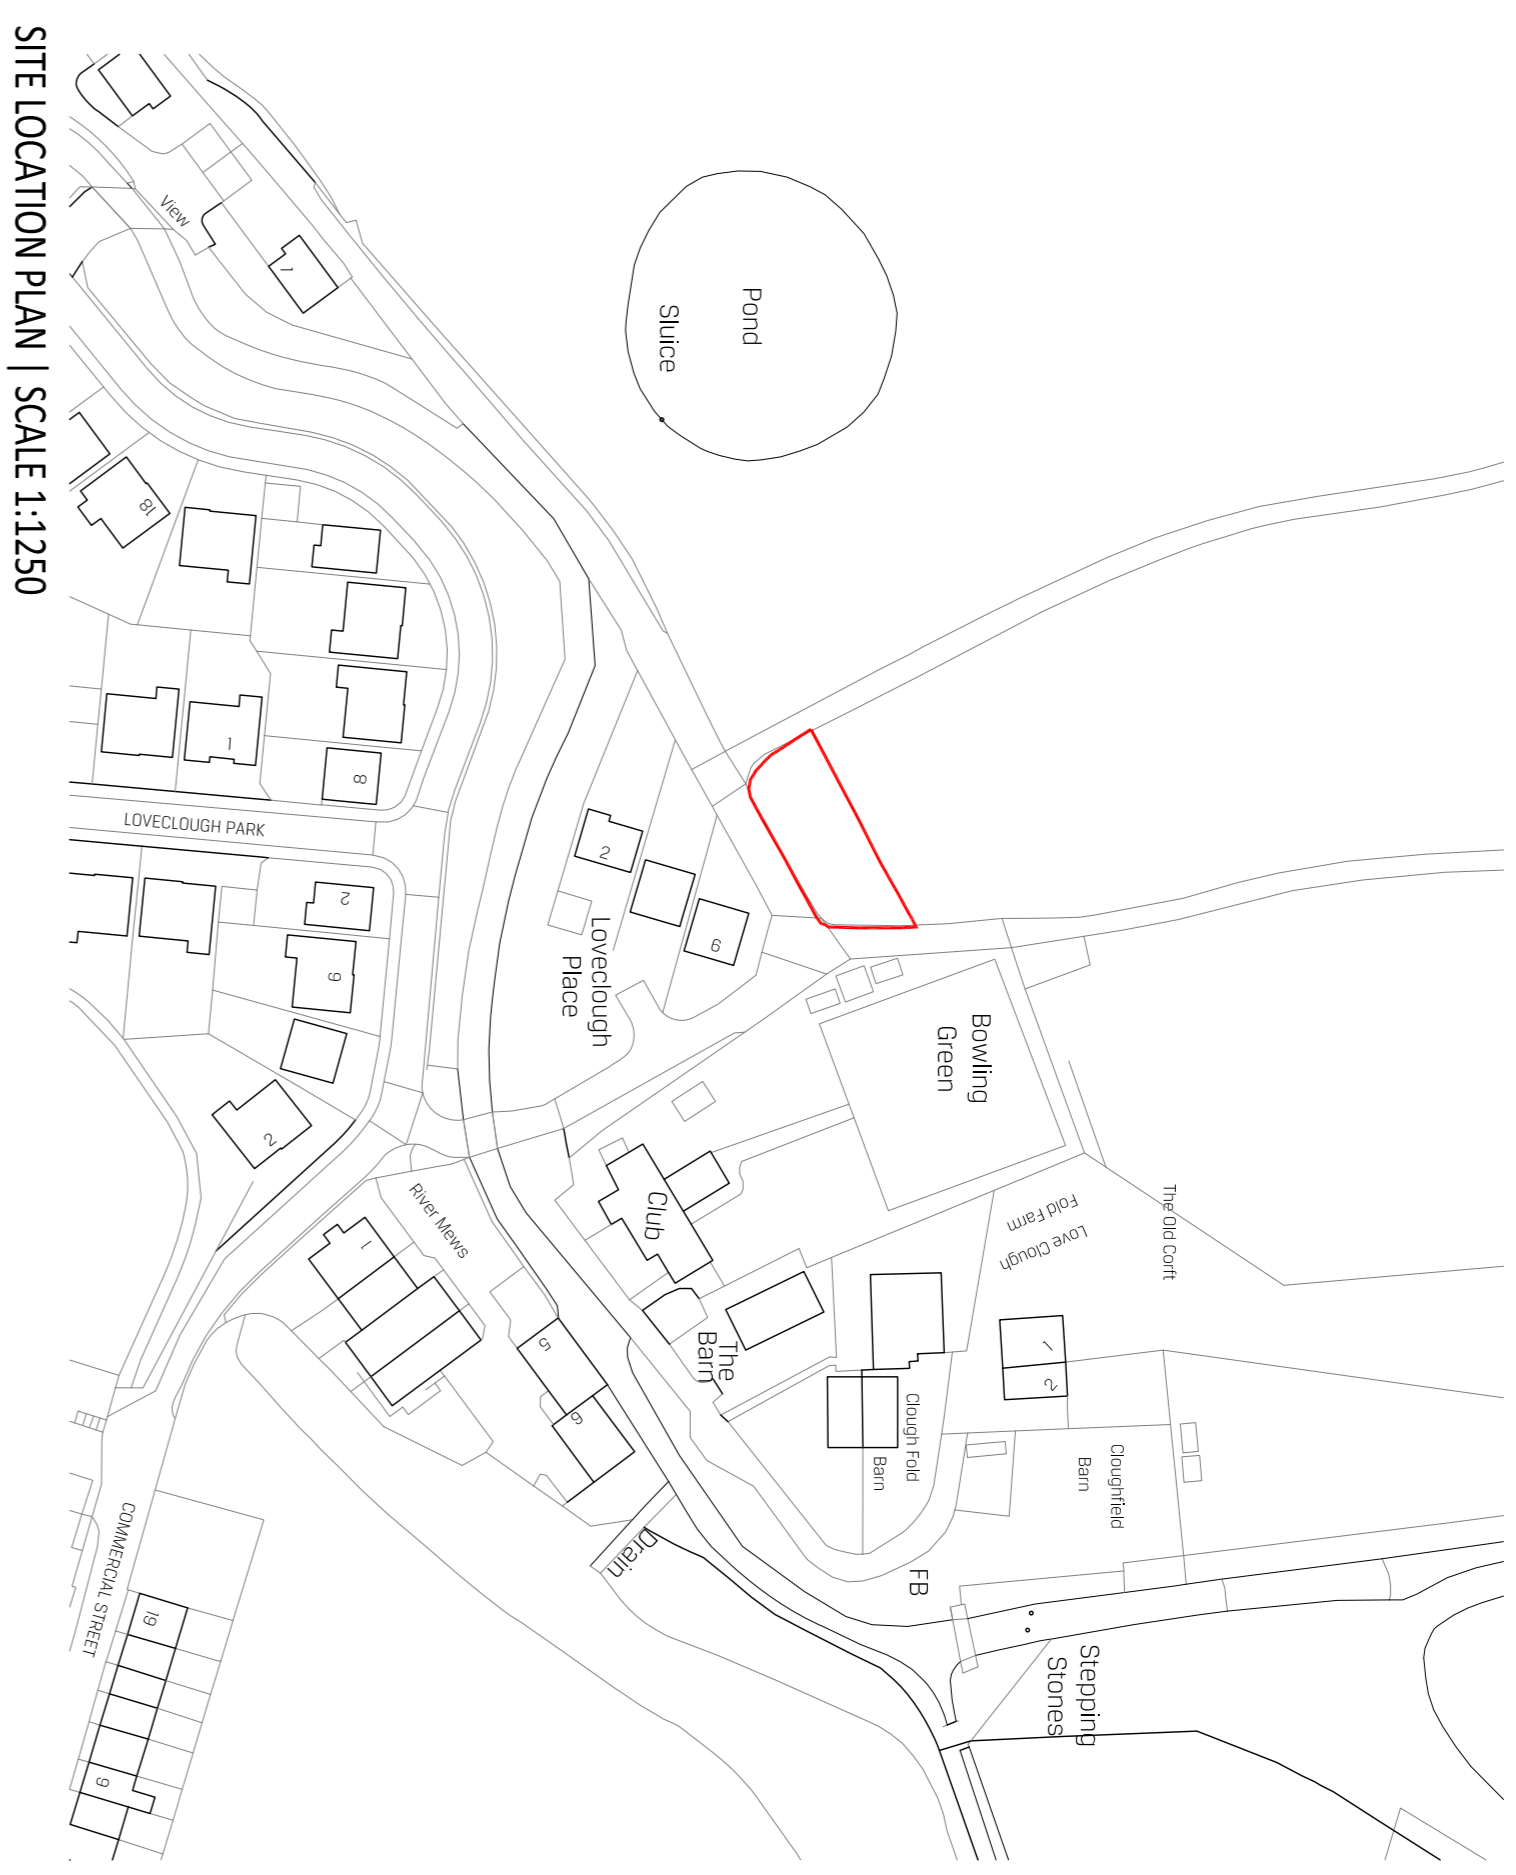 SITE LOCATION PLAN | SCALE 1:1250
View
1
Pond
Sluice
18
1
8
LOVECLOUGH PARK
2
9
2
2
6
Loveclough
Place
Bowling
Green
Club
River Mews
1
5
6
The
Barn
Love Clough
Fold Farm
The Old Corft
1
2
Clough Fold
Barn
Cloughfield
Barn
FB
Drain
Stepping
Stones
COMMERCIAL STREET
19
9